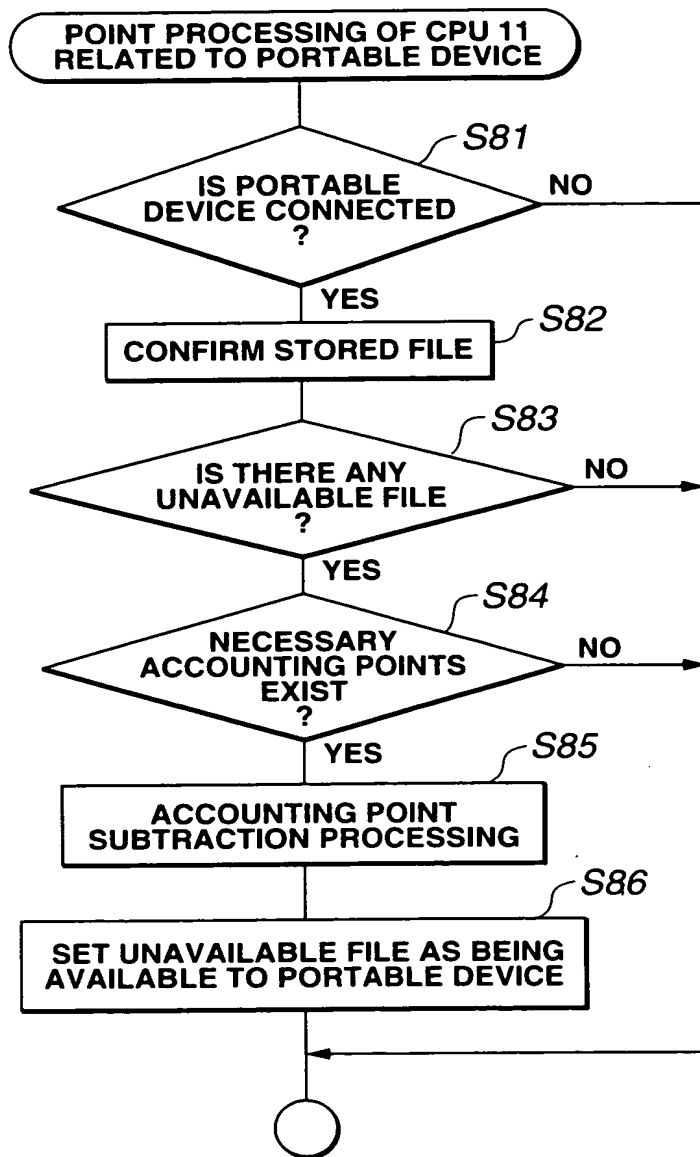 POINT PROCESSING OF CPU 11
RELATED TO PORTABLE DEVICE
S81
IS PORTABLE
DEVICE CONNECTED
?
NO
YES
S82
CONFIRM STORED FILE
S83
IS THERE ANY
UNAVAILABLE FILE
?
NO
YES
S84
NECESSARY
ACCOUNTING POINTS
EXIST
?
NO
YES
S85
ACCOUNTING POINT
SUBTRACTION PROCESSING
S86
SET UNAVAILABLE FILE AS BEING
AVAILABLE TO PORTABLE DEVICE